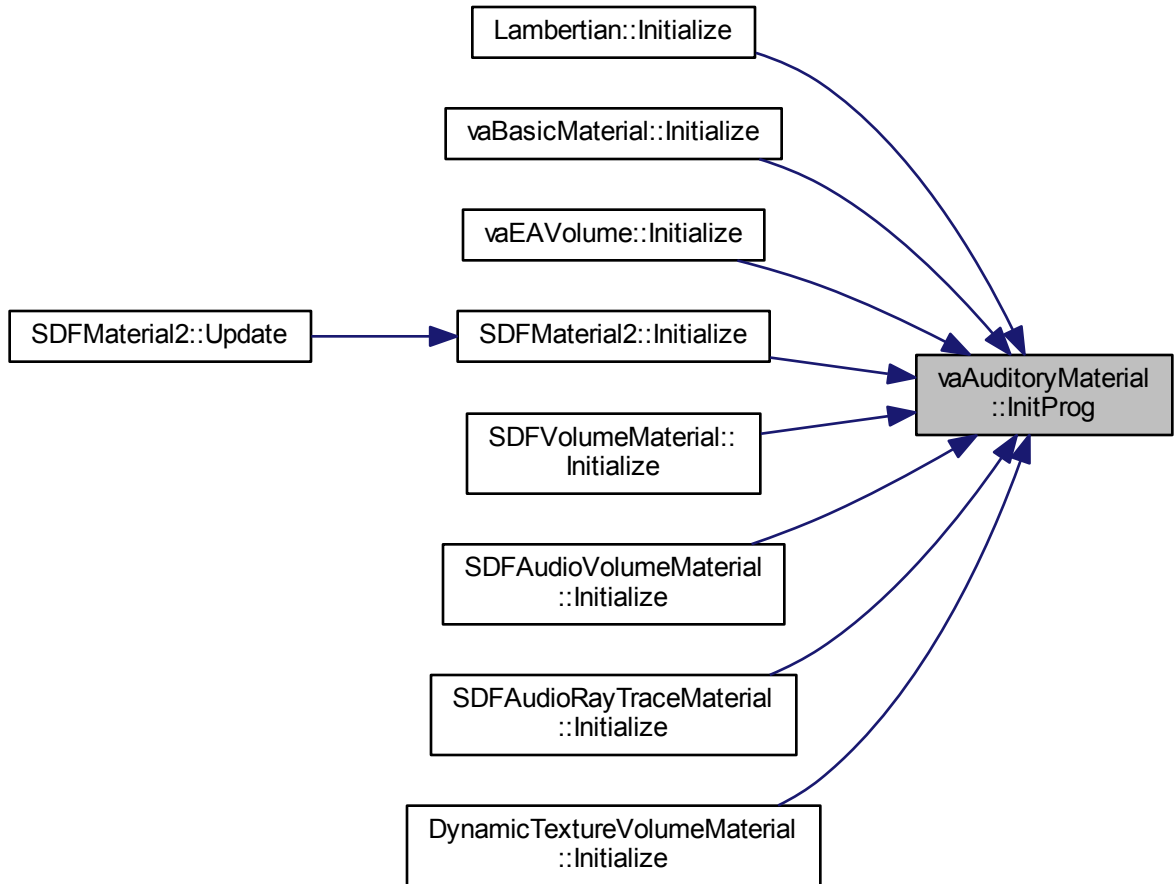 Lambertian::Initialize
vaBasicMaterial::Initialize
vaEAVolume::Initialize
SDFMaterial2::Update
SDFMaterial2::Initialize
vaAuditoryMaterial
::InitProg
SDFVolumeMaterial::
Initialize
SDFAudioVolumeMaterial
::Initialize
SDFAudioRayTraceMaterial
::Initialize
DynamicTextureVolumeMaterial
::Initialize